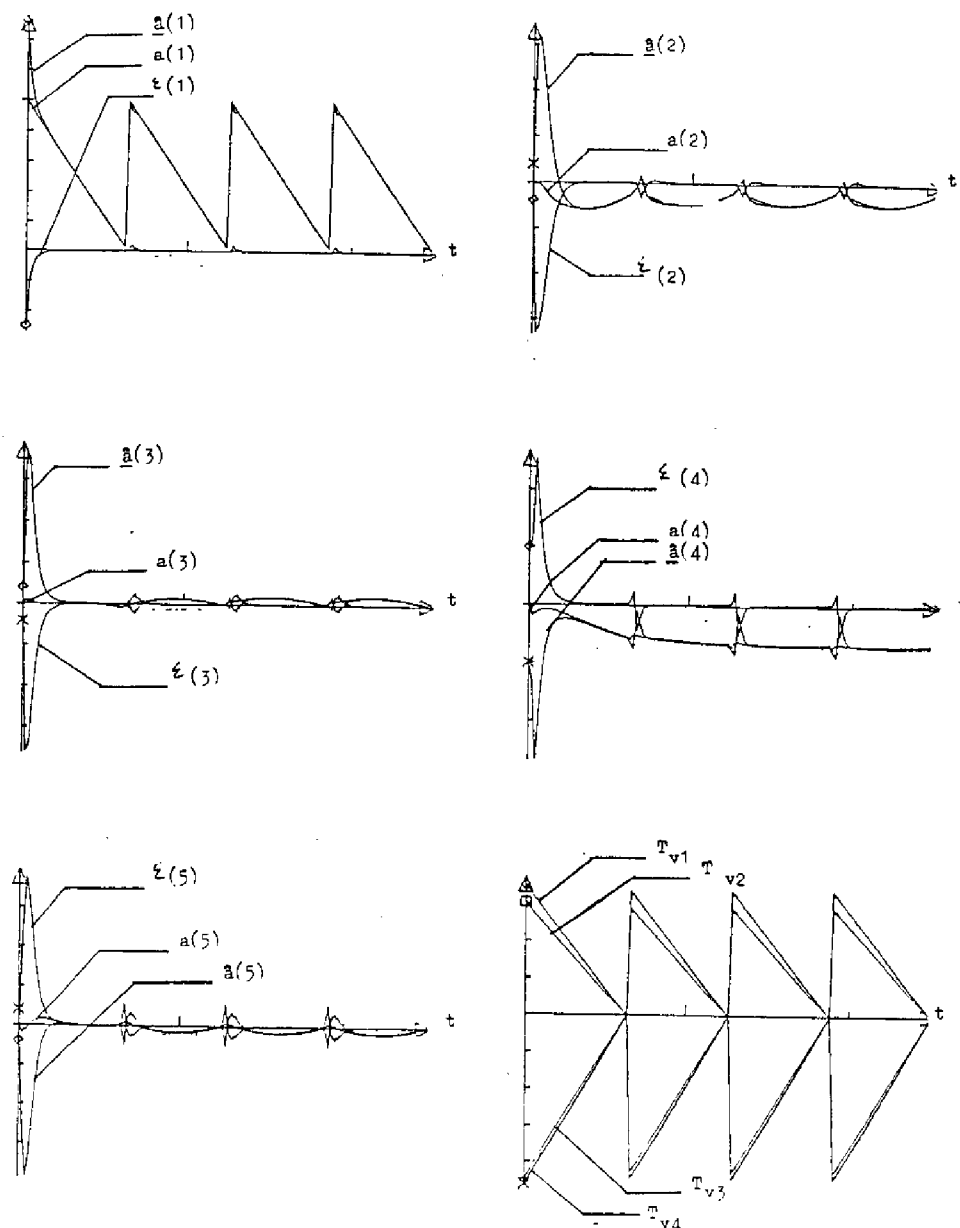 â(1)
a(1)
ε(1)
t
â(2)
a(2)
t
ε(2)
â(3)
a(3)
t
ε(3)
ε(4)
a(4)
â(4)
t
ε(5)
a(5)
â(5)
t
Tv1
Tv2
t
Tv3
Tv4